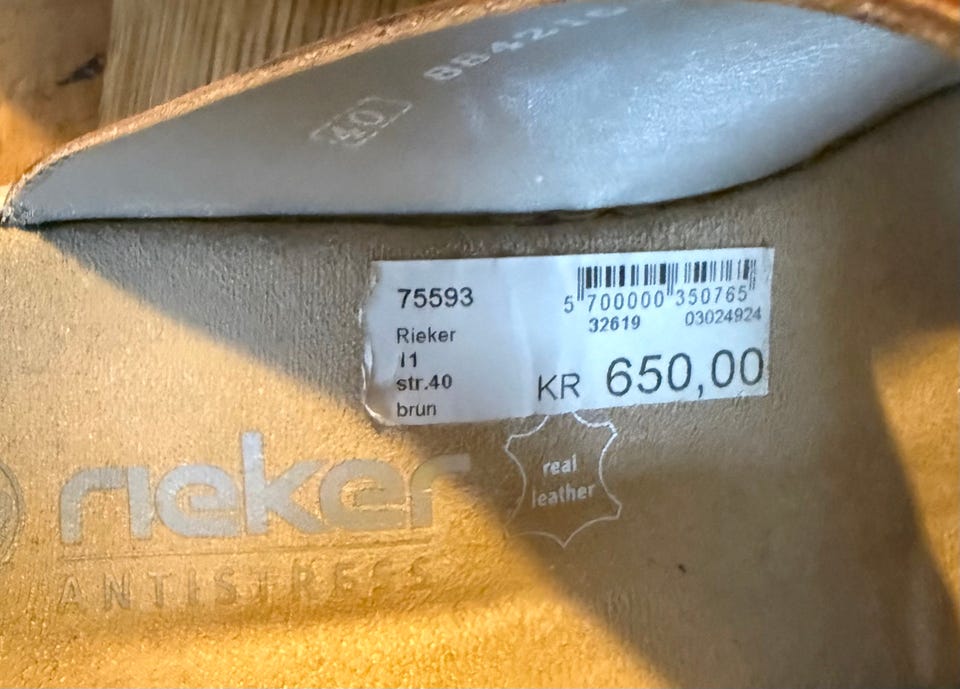 884216
40
75593
Rieker
11
str.40
brun
5 700000 350765
32619 03024924
KR 650,00
rieker
ANTISTRESS
real
leather